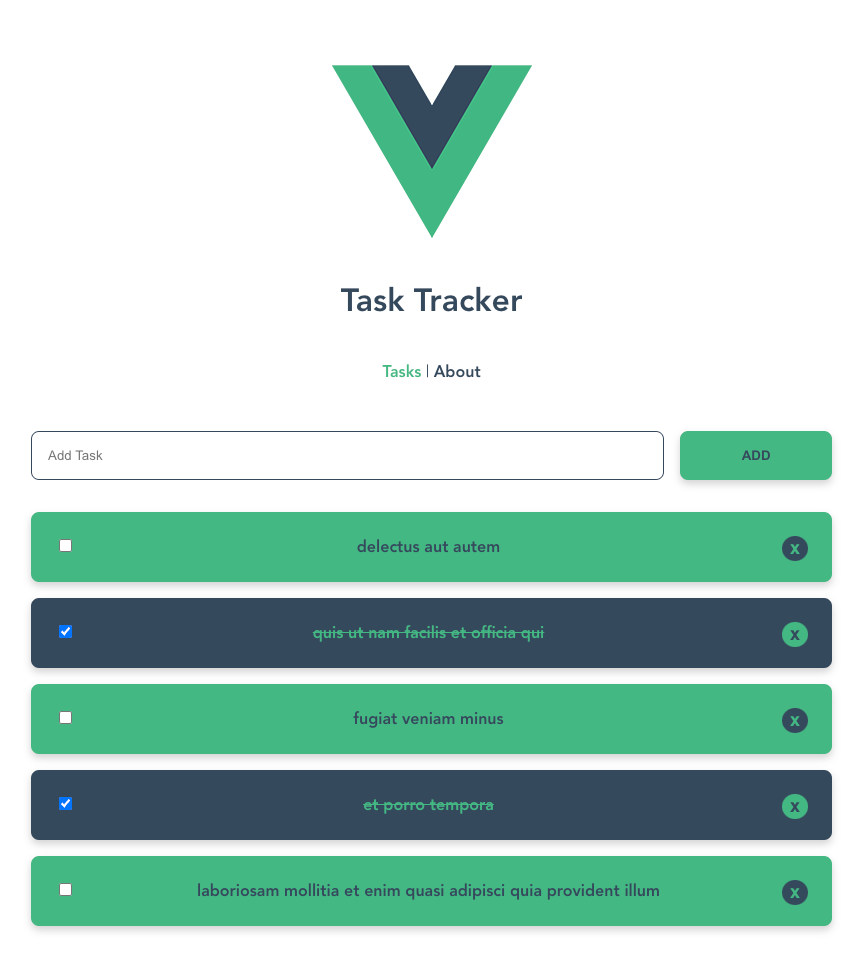 Task Tracker
Tasks | About
Add Task
ADD
delectus aut autem
X
quis ut nam facilis et officia qui
X
fugiat veniam minus
X
et porro tempora
X
laboriosam mollitia et enim quasi adipisci quia provident illum
X